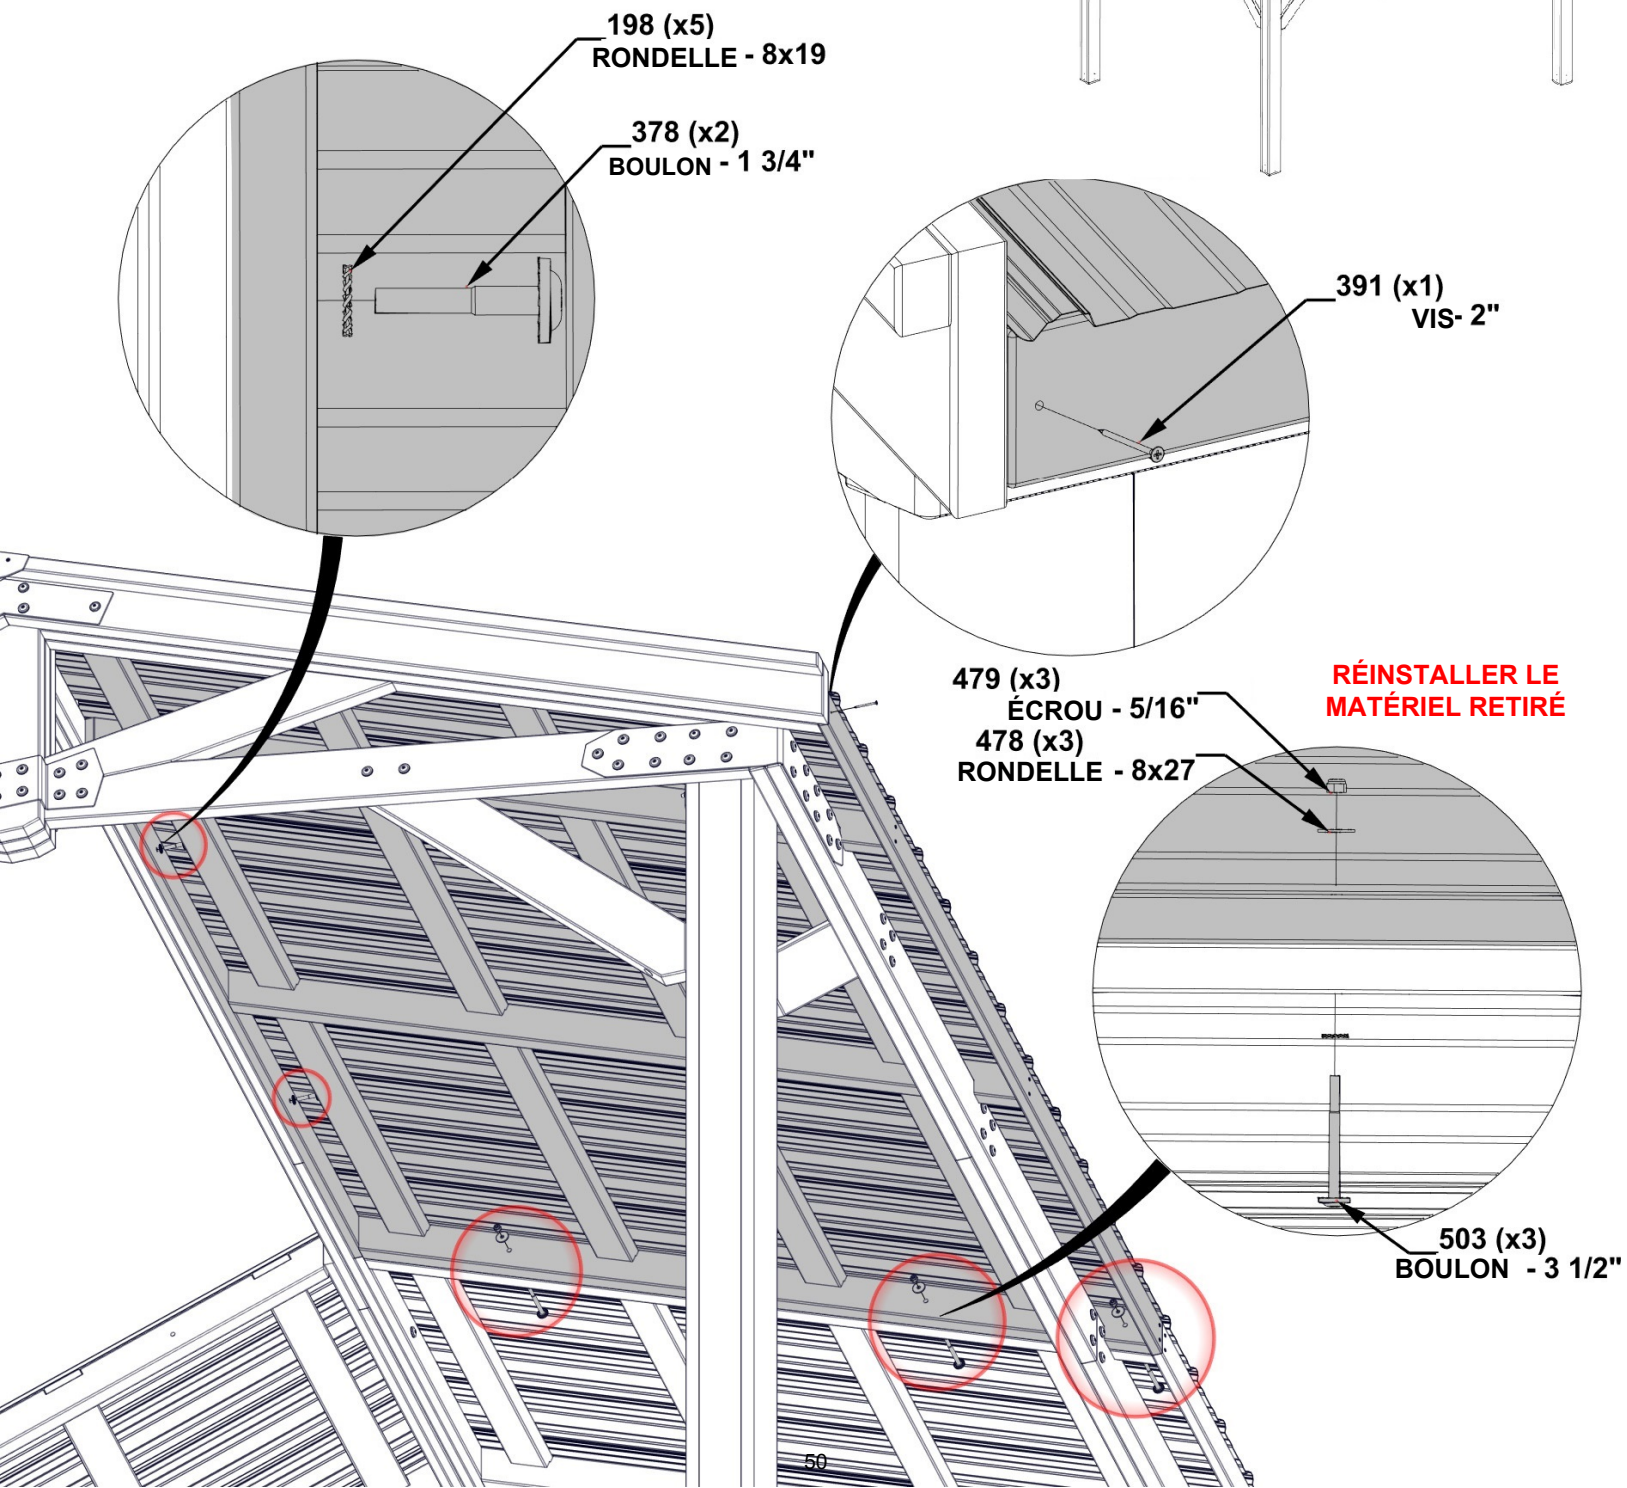 198 (x5)
RONDELLE - 8x19
378 (x2)
BOULON - 1 3/4"
391 (x1)
VIS- 2"
479 (x3)
ÉCROU - 5/16"
478 (x3)
RONDELLE - 8x27
RÉINSTALLER LE
MATÉRIEL RETIRÉ
503 (x3)
BOULON - 3 1/2"
50